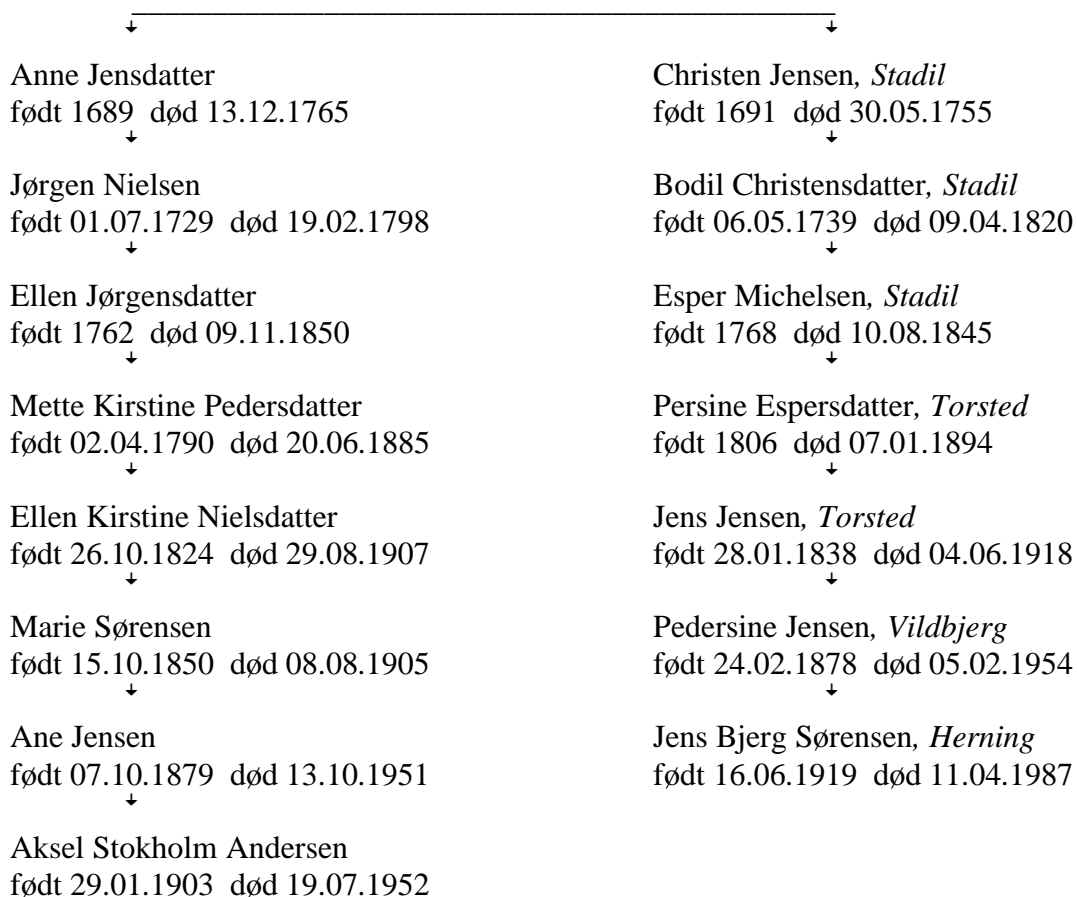 Anne Jensdatter
født 1689 død 13.12.1765
Jørgen Nielsen
født 01.07.1729 død 19.02.1798
Ellen Jørgensdatter
født 1762 død 09.11.1850
Mette Kirstine Pedersdatter
født 02.04.1790 død 20.06.1885
Ellen Kirstine Nielsdatter
født 26.10.1824 død 29.08.1907
Marie Sørensen
født 15.10.1850 død 08.08.1905
Ane Jensen
født 07.10.1879 død 13.10.1951
Aksel Stokholm Andersen
født 29.01.1903 død 19.07.1952
Christen Jensen, Stadil
født 1691 død 30.05.1755
Bodil Christensdatter, Stadil
født 06.05.1739 død 09.04.1820
Esper Michelsen, Stadil
født 1768 død 10.08.1845
Persine Espersdatter, Torsted
født 1806 død 07.01.1894
Jens Jensen, Torsted
født 28.01.1838 død 04.06.1918
Pedersine Jensen, Vildbjerg
født 24.02.1878 død 05.02.1954
Jens Bjerg Sørensen, Herning
født 16.06.1919 død 11.04.1987